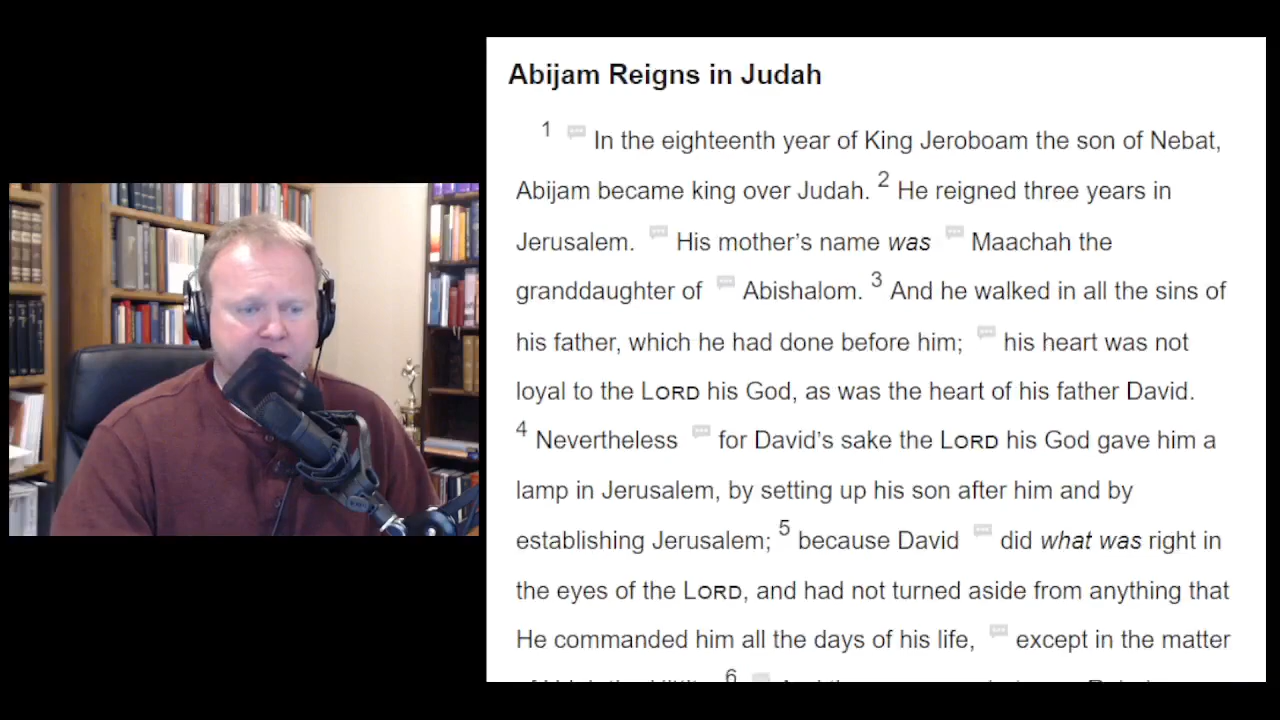 Abijam Reigns in Judah
1 In the eighteenth year of King Jeroboam the son of Nebat,
Abijam became king over Judah. 2 He reigned three years in
Jerusalem. His mother’s name was Maachah the
granddaughter of Abishalom. 3 And he walked in all the sins of
his father, which he had done before him; his heart was not
loyal to the LORD his God, as was the heart of his father David.
4 Nevertheless for David’s sake the LORD his God gave him a
lamp in Jerusalem, by setting up his son after him and by
establishing Jerusalem; 5 because David did what was right in
the eyes of the LORD, and had not turned aside from anything that
He commanded him all the days of his life, except in the matter
6